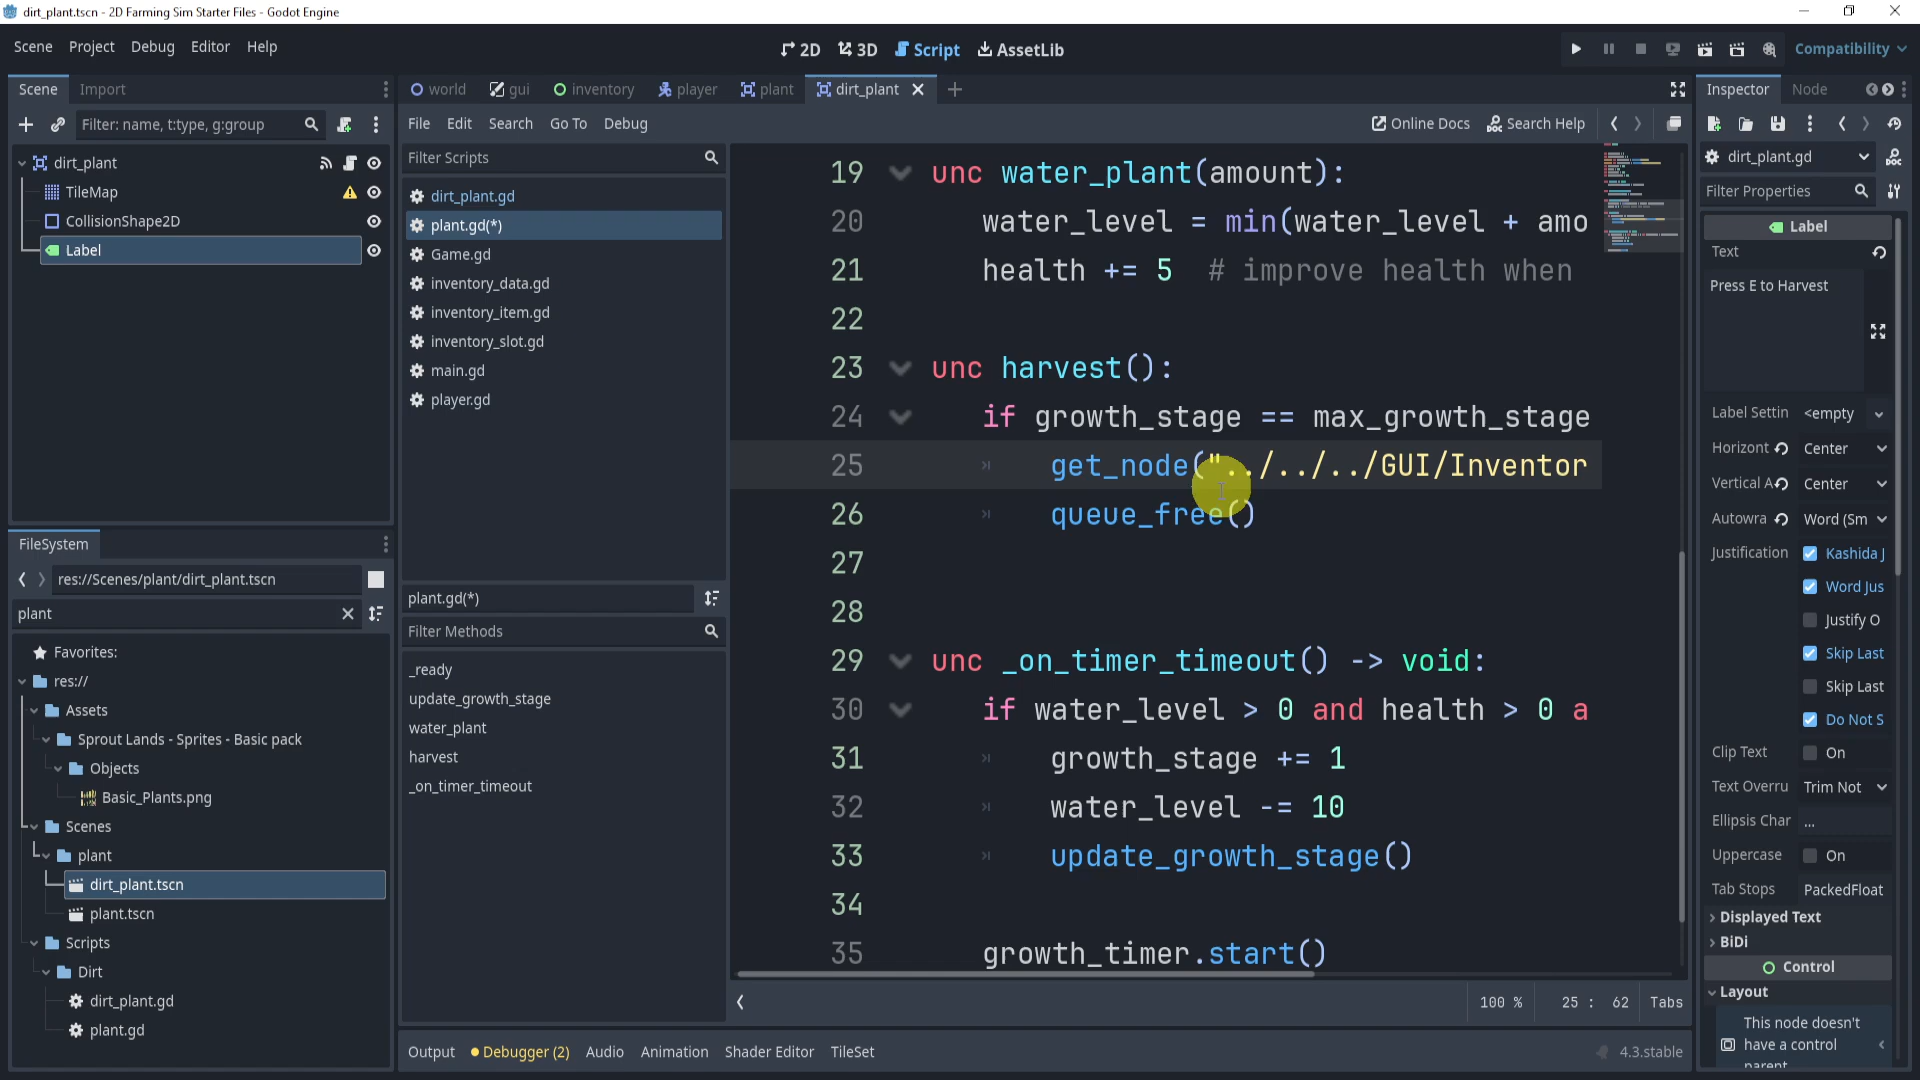 dirt_plant.tscn - 2D Farming Sim Starter Files - Godot Engine
Scene Project Debug Editor Help
2D 3D Script AssetLib
Compatibility
Scene Import
Filter: name, t:type, g:group
dirt_plant
TileMap
CollisionShape2D
Label
FileSystem
res://Scenes/plant/dirt_plant.tscn
plant
Favorites:
res://
Assets
Sprout Lands - Sprites - Basic pack
Objects
Basic_Plants.png
Scenes
plant
dirt_plant.tscn
plant.tscn
Scripts
Dirt
dirt_plant.gd
plant.gd
world gui inventory player plant dirt_plant
File Edit Search Go To Debug
Online Docs Search Help
Filter Scripts
dirt_plant.gd
plant.gd(*)
Game.gd
inventory_data.gd
inventory_item.gd
inventory_slot.gd
main.gd
player.gd
plant.gd(*)
Filter Methods
_ready
update_growth_stage
water_plant
harvest
_on_timer_timeout
19 unc water_plant(amount):
20 water_level = min(water_level + amo
21 health += 5 # improve health when
22
23 unc harvest():
24 if growth_stage == max_growth_stage
25 get_node("../../../GUI/Inventor
26 queue_free()
27
28
29 unc _on_timer_timeout() -> void:
30 if water_level > 0 and health > 0 a
31 growth_stage += 1
32 water_level -= 10
33 update_growth_stage()
34
35 growth_timer.start()
100 % 25 : 62 Tabs
Output Debugger (2) Audio Animation Shader Editor TileSet
4.3.stable
Inspector Node
dirt_plant.gd
Filter Properties
Label
Text
Press E to Harvest
Label Settin <empty
Horizont Center
Vertical A Center
Autowra Word (Sm
Justification Kashida J
Word Jus
Justify O
Skip Last
Skip Last
Do Not S
Clip Text On
Text Overru Trim Not
Ellipsis Char ...
Uppercase On
Tab Stops PackedFloat
Displayed Text
BiDi
Control
Layout
This node doesn't
have a control
parent